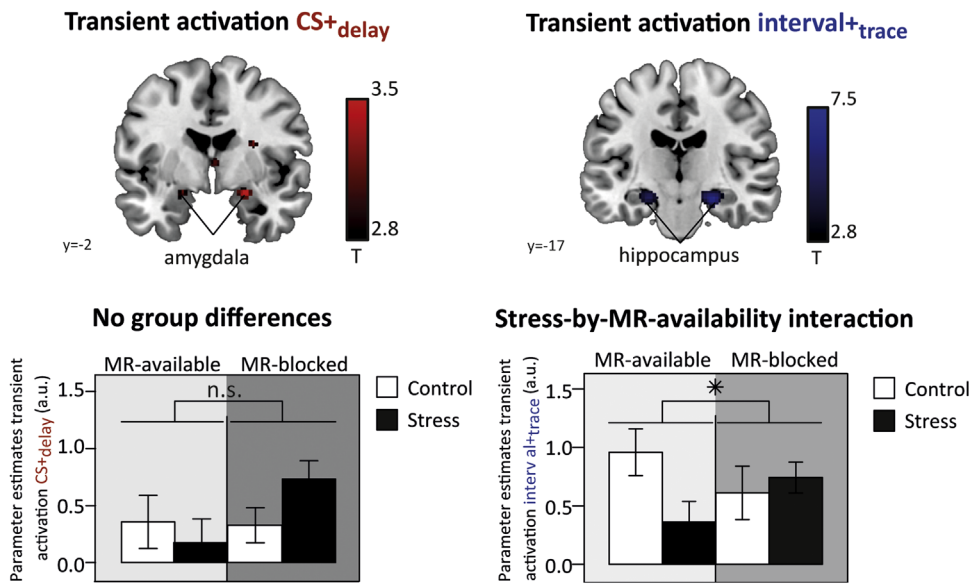 Transient activation CS+delay
3.5
2.8
T
y=-2
amygdala
Transient activation interval+trace
7.5
2.8
T
y=-17
hippocampus
No group differences
MR-available MR-blocked
n.s.
Parameter estimates transient
activation CS+delay (a.u.)
1.5
1.0
0.5
0.0
Control
Stress
Stress-by-MR-availability interaction
MR-available MR-blocked
*
Parameter estimates transient
activation interv al+trace (a.u.)
1.5
1.0
0.5
0.0
Control
Stress